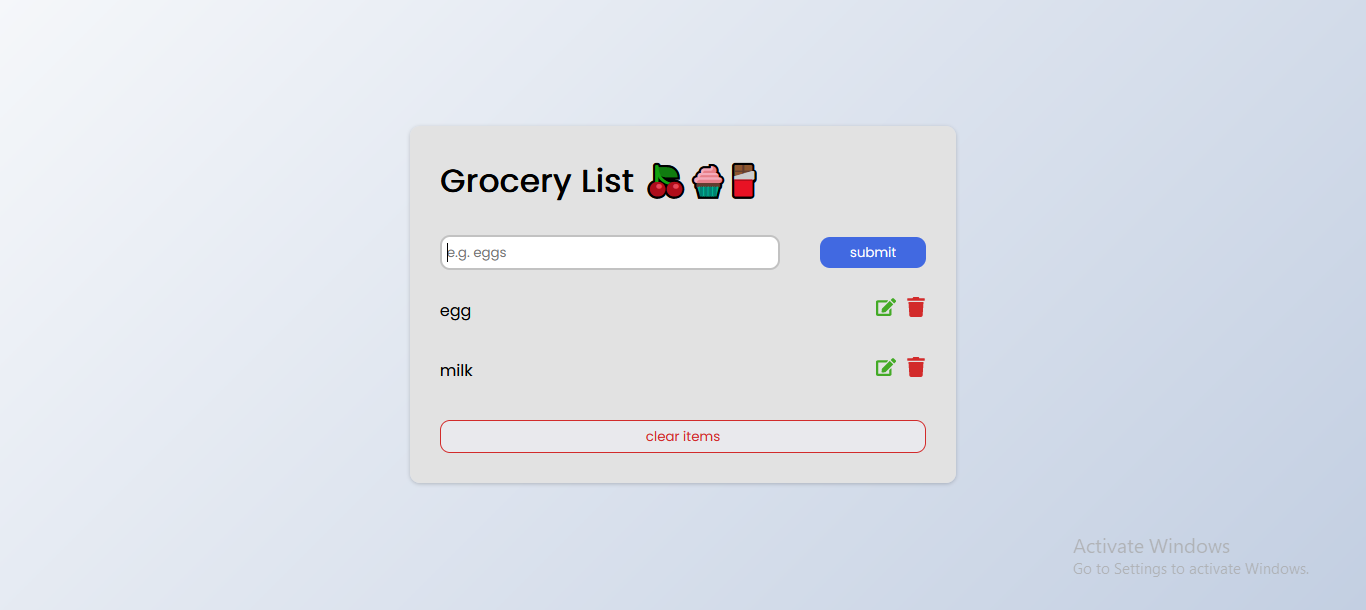 Grocery List 🍒🧁🍫
e.g. eggs
submit
egg
milk
clear items
Activate Windows
Go to Settings to activate Windows.